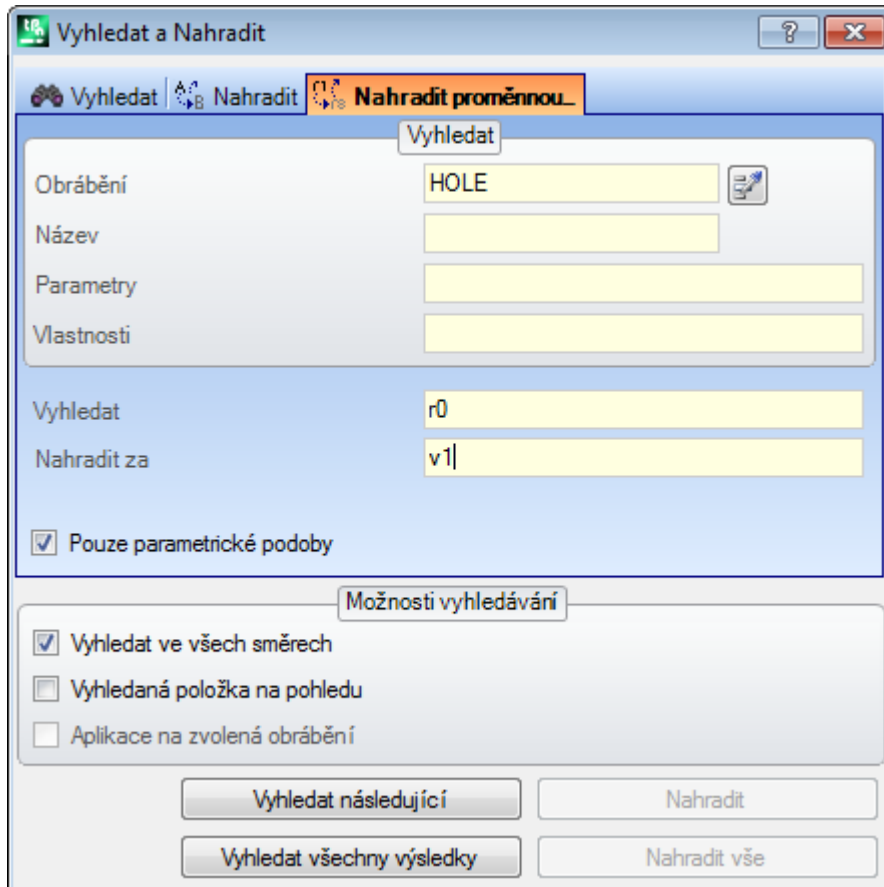 Vyhledat a Nahradit
Vyhledat Nahradit Nahradit proměnnou...
Vyhledat
Obrábění HOLE
Název
Parametry
Vlastnosti
Vyhledat r0
Nahradit za v1
Pouze parametrické podoby
Možnosti vyhledávání
Vyhledat ve všech směrech
Vyhledaná položka na pohledu
Aplikace na zvolená obrábění
Vyhledat následující Nahradit
Vyhledat všechny výsledky Nahradit vše